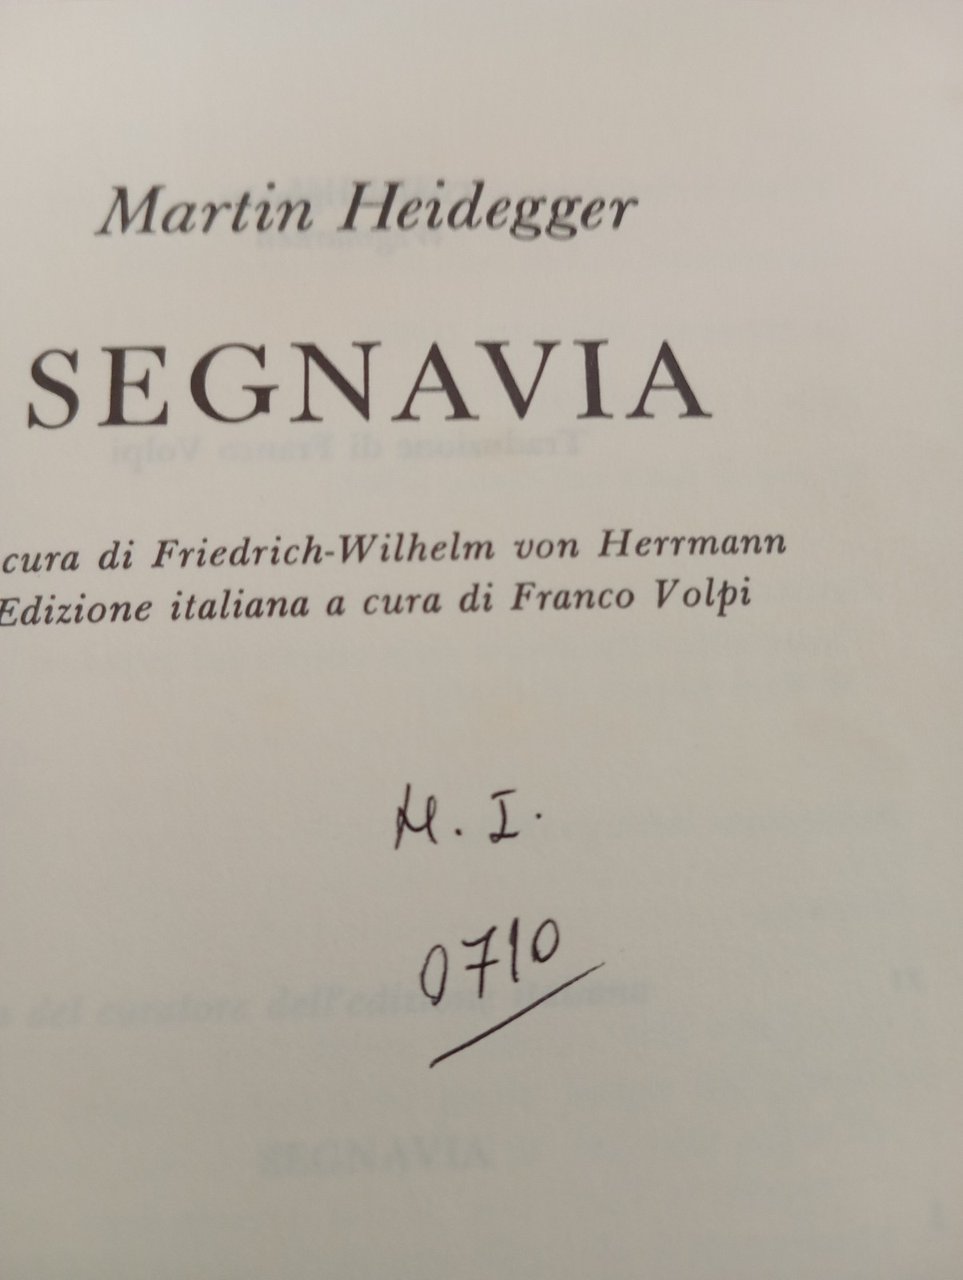 Martin Heidegger
SEGNAVIA
cura di Friedrich-Wilhelm von Herrmann
Edizione italiana a cura di Franco Volpi
M. I.
0710